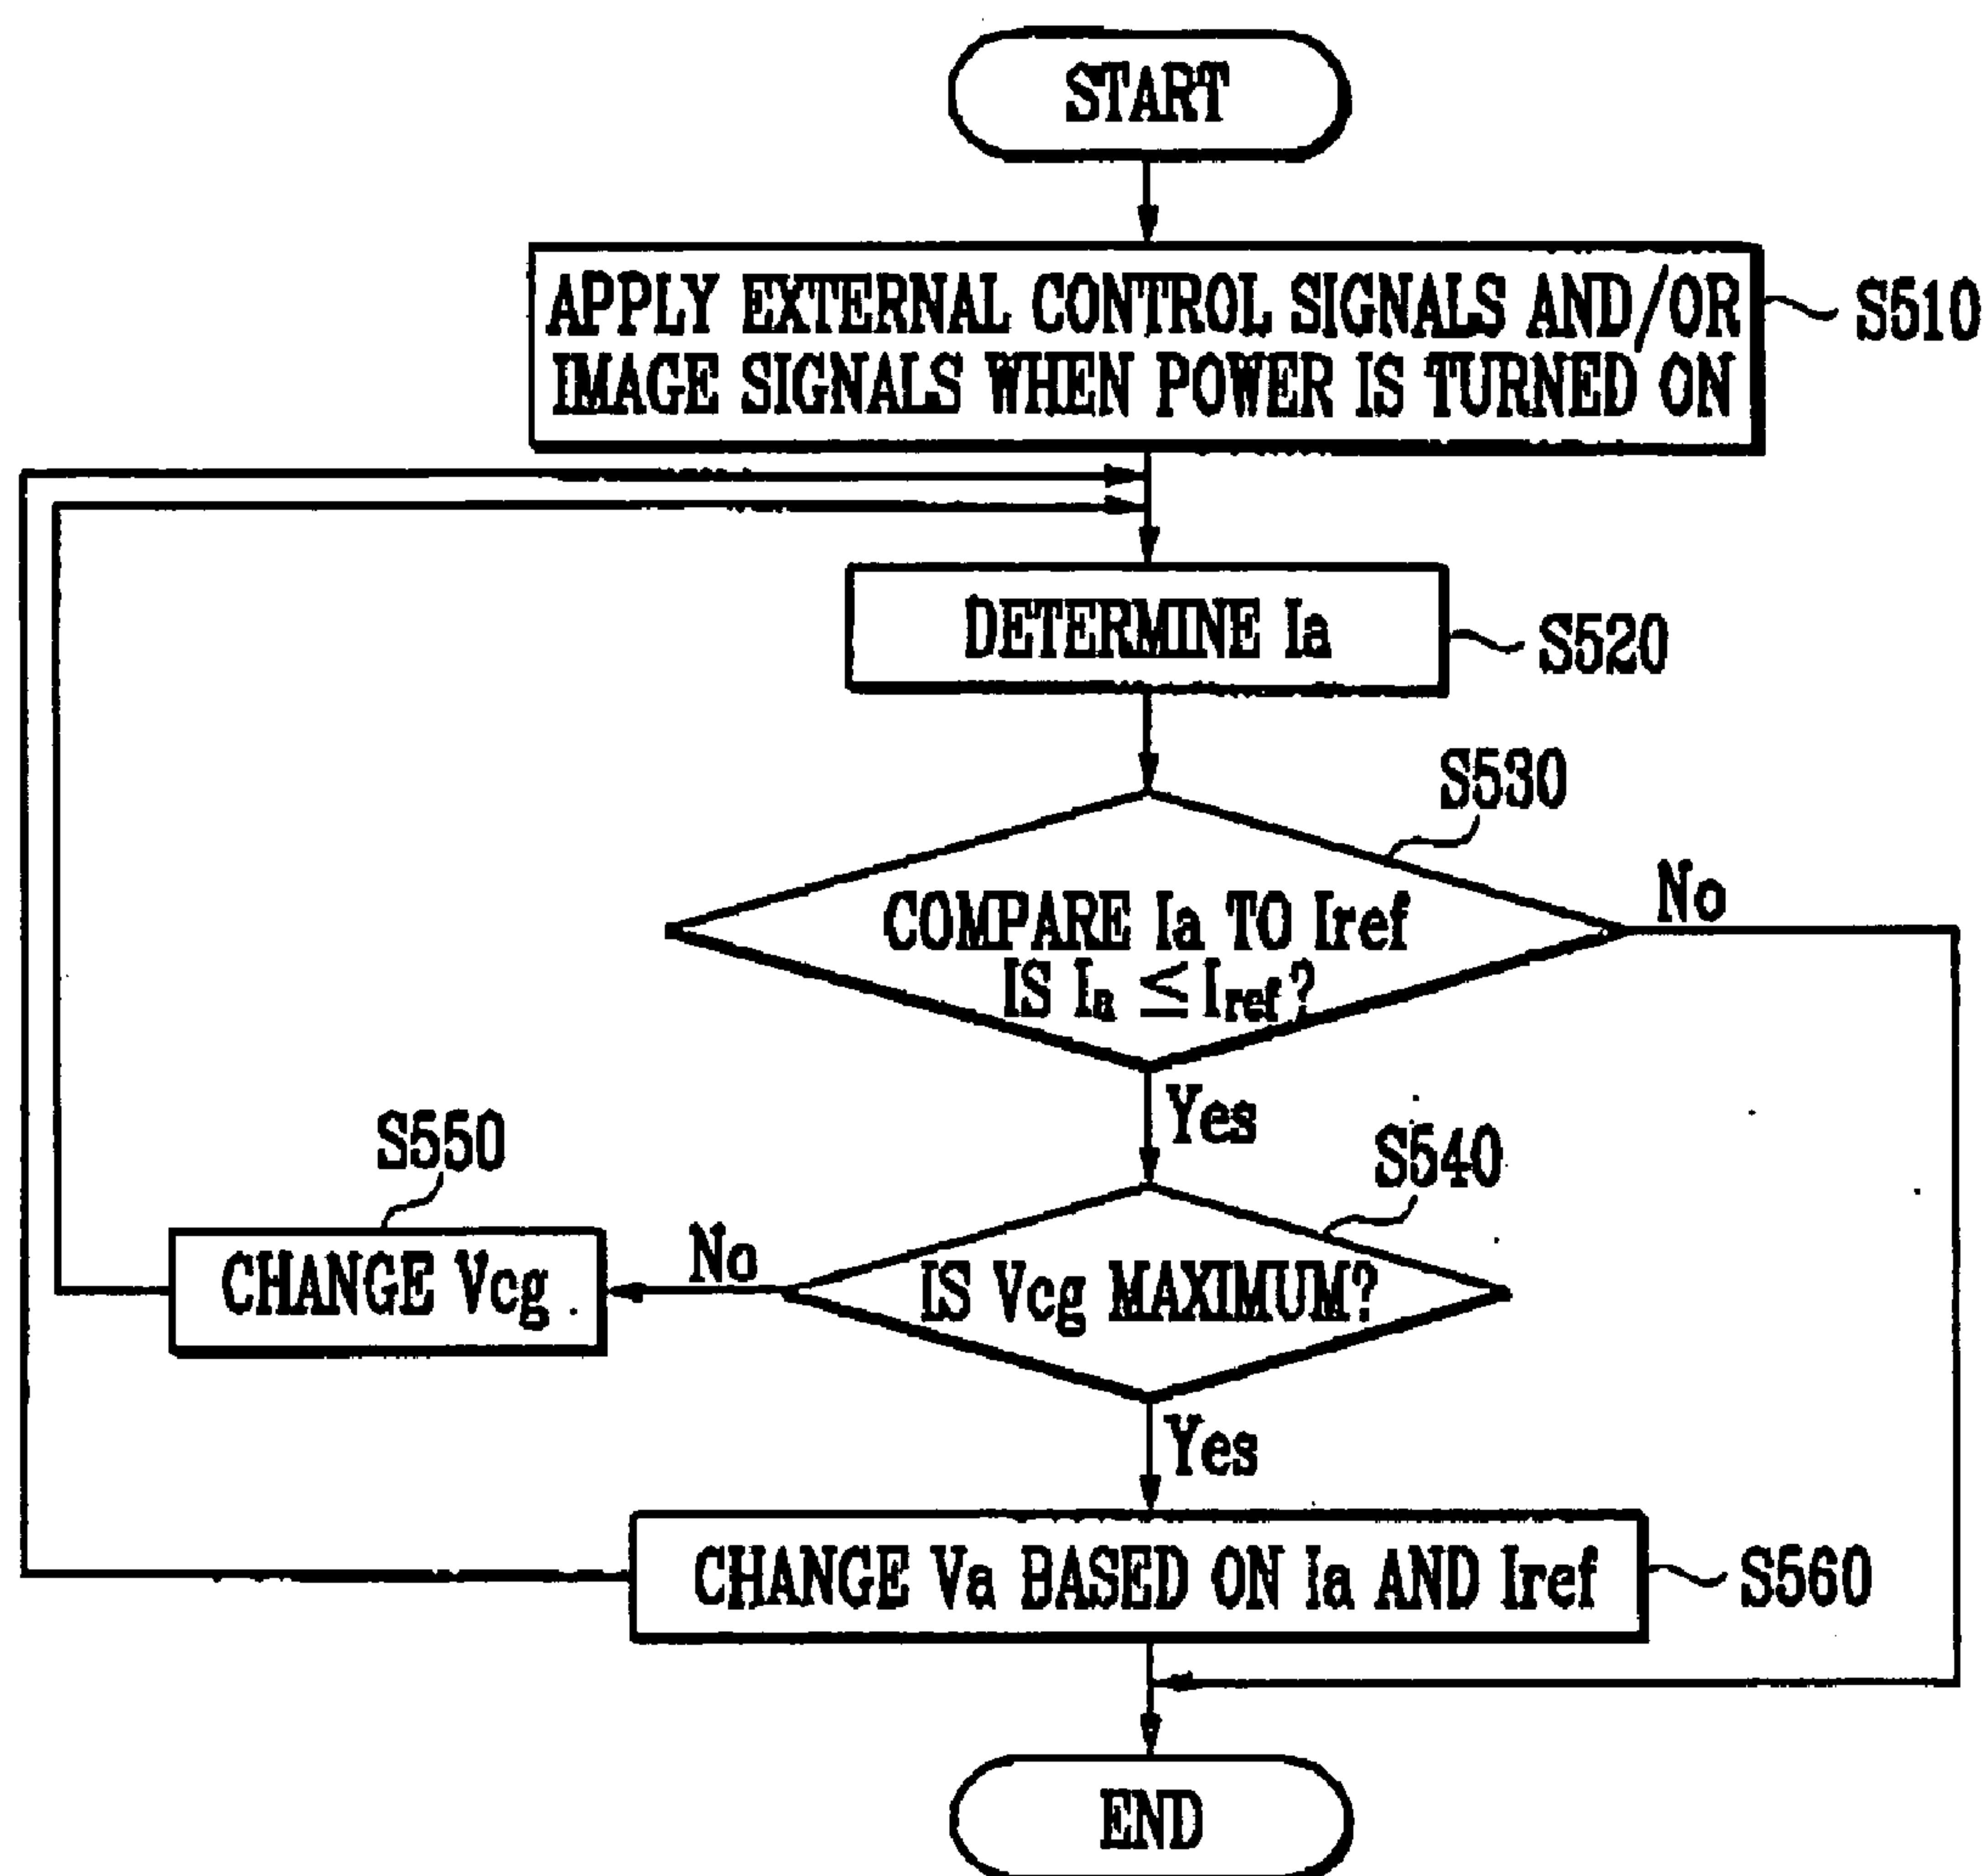 START
APPLY EXTERNAL CONTROL SIGNALS AND/OR
IMAGE SIGNALS WHEN POWER IS TURNED ON
S510
DETERMINE Ia
S520
S530
COMPARE Ia TO Iref
IS Ia ≦ Iref?
No
Yes
S540
IS Vcg MAXIMUM?
No
S550
CHANGE Vcg
Yes
CHANGE Va BASED ON Ia AND Iref
S560
END